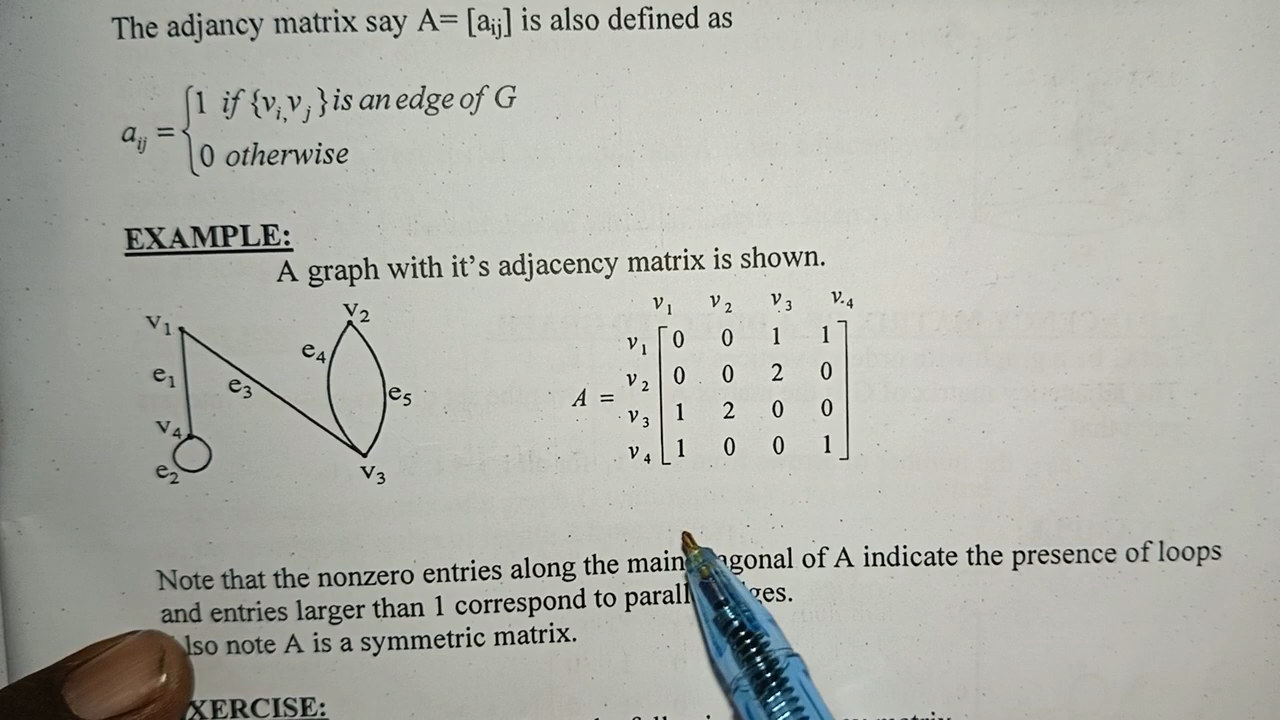 The adjancy matrix say A= [aij] is also defined as
aij = {1 if {vi, vj} is an edge of G
0 otherwise
EXAMPLE:
A graph with it's adjacency matrix is shown.
v1 v2 v3 v.4
V1 V2
e4
e1 e3 e5
V4
e2 V3
A =
v1 0 0 1 1
v2 0 0 2 0
v3 1 2 0 0
v4 1 0 0 1
Note that the nonzero entries along the main agonal of A indicate the presence of loops
and entries larger than 1 correspond to parall ges.
lso note A is a symmetric matrix.
XERCISE: